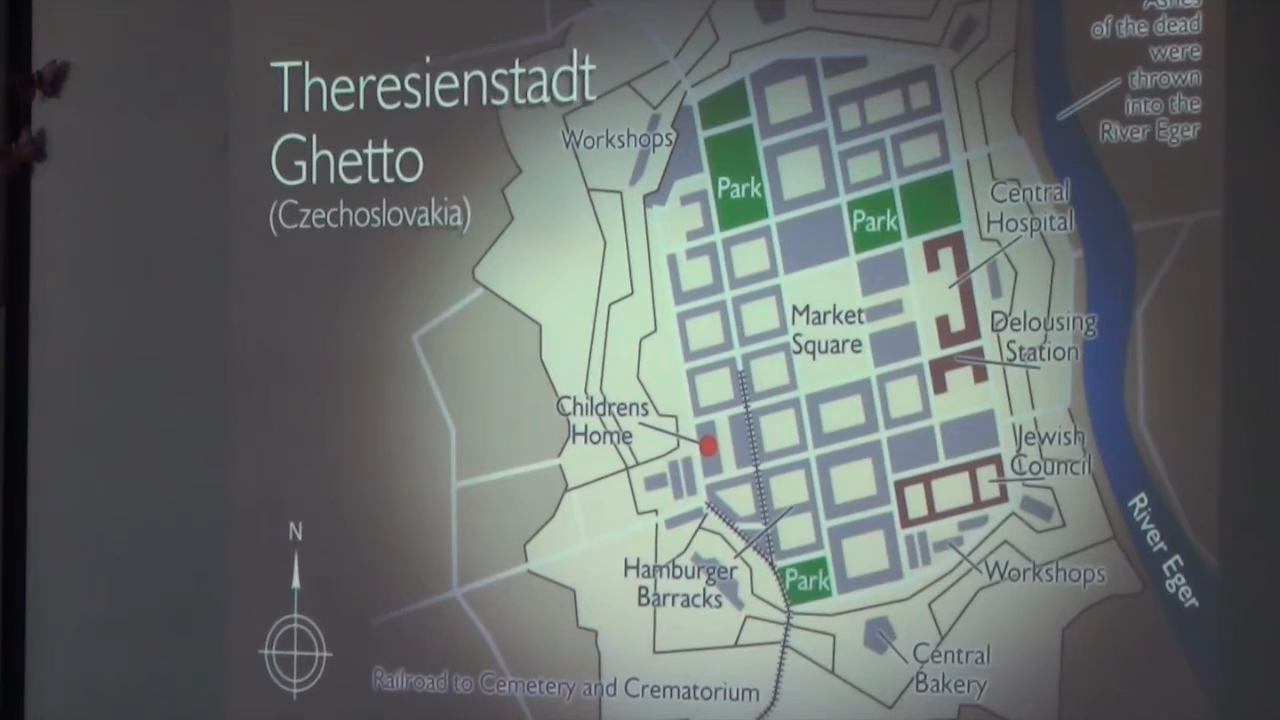 Theresienstadt
Ghetto
(Czechoslovakia)
Ashes
of the dead
were
thrown
into the
River Eger
Workshops
Park
Park
Central
Hospital
Market
Square
Delousing
Station
Childrens
Home
Jewish
Council
River Eger
N
Hamburger
Barracks
Park
Workshops
Central
Bakery
Railroad to Cemetery and Crematorium